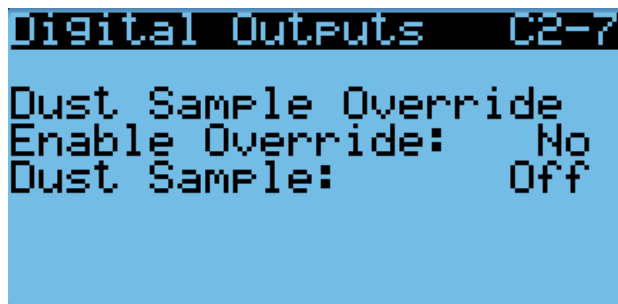 Digital Outputs C2-7
Dust Sample Override
Enable Override: No
Dust Sample: Off